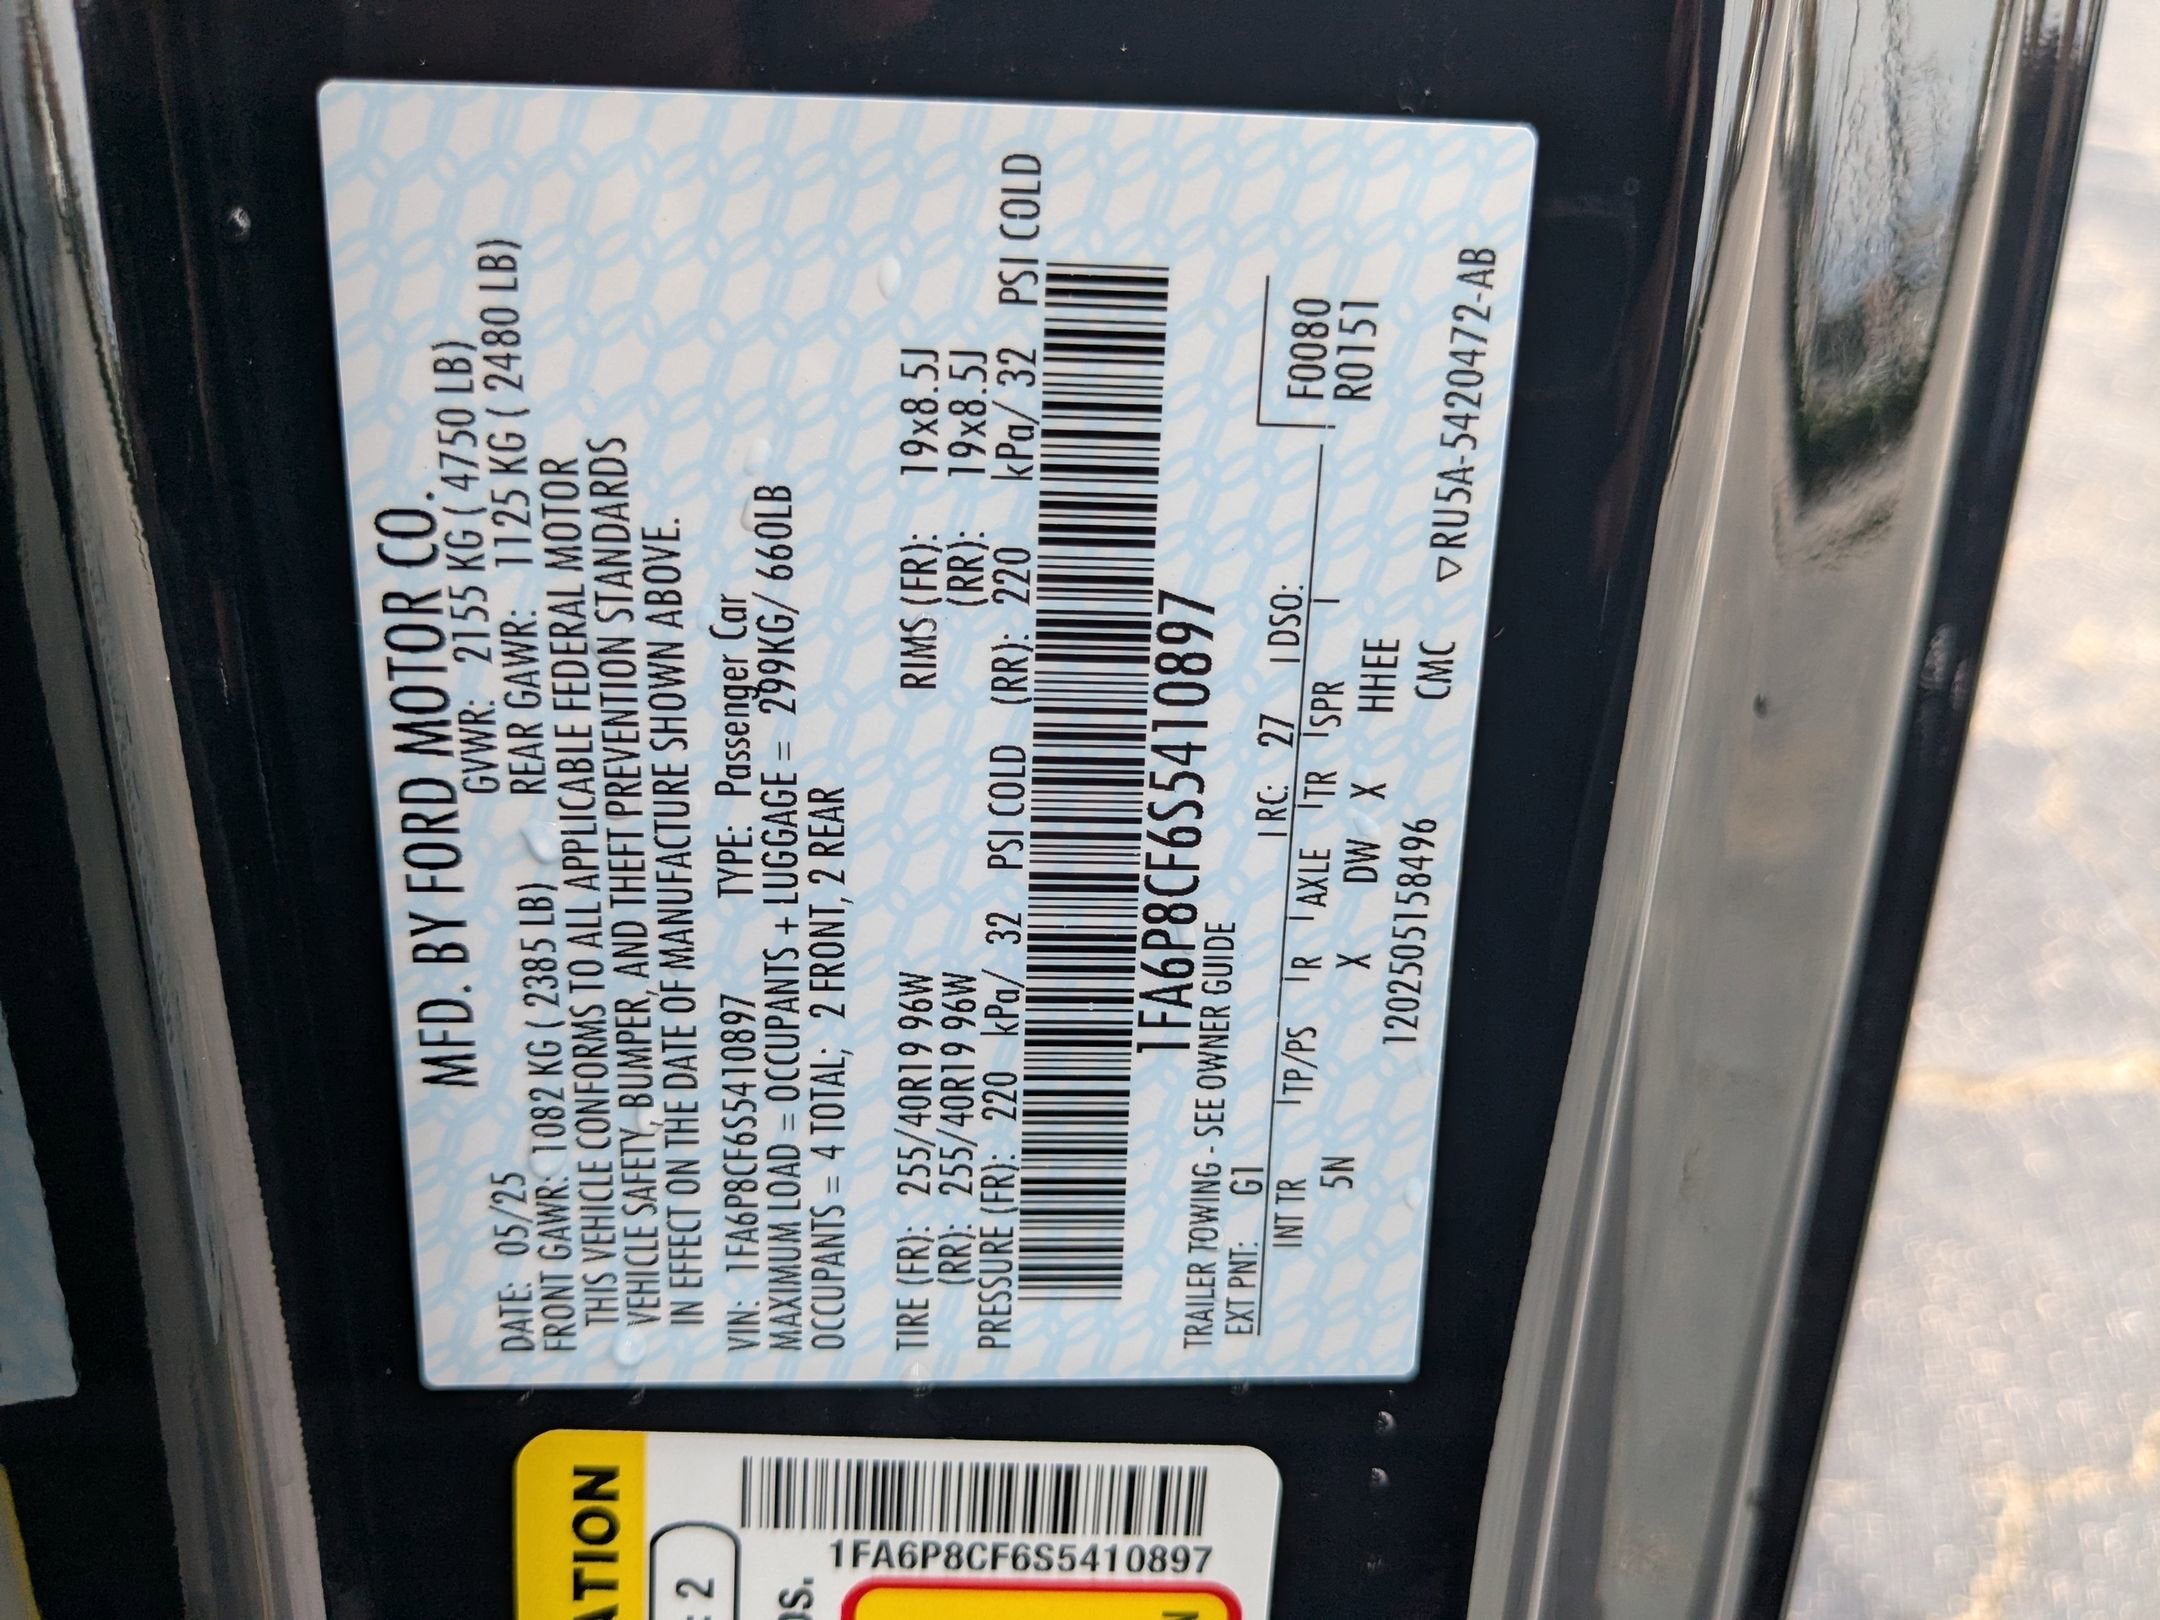 MFD. BY FORD MOTOR CO.
DATE: 05/25 GVWR: 2155 KG ( 4750 LB)
FRONT GAWR: 1082 KG ( 2385 LB) REAR GAWR: 1125 KG ( 2480 LB)
THIS VEHICLE CONFORMS TO ALL APPLICABLE FEDERAL MOTOR
VEHICLE SAFETY, BUMPER, AND THEFT PREVENTION STANDARDS
IN EFFECT ON THE DATE OF MANUFACTURE SHOWN ABOVE.
VIN: 1FA6P8CF6S5410897 TYPE: Passenger Car
MAXIMUM LOAD = OCCUPANTS + LUGGAGE = 299KG/ 660LB
OCCUPANTS = 4 TOTAL; 2 FRONT, 2 REAR
TIRE (FR): 255/40R19 96W RIMS (FR): 19x8.5J
(RR): 255/40R19 96W (RR): 19x8.5J
PRESSURE (FR): 220 kPa/ 32 PSI COLD (RR): 220 kPa/ 32 PSI COLD
1FA6P8CF6S5410897
TRAILER TOWING - SEE OWNER GUIDE
EXT PNT: G1 RC: 27 DSO:
F0080
R0151
INT TR TP/PS R AXLE TR SPR
5N X DW X HHEE
1202505158496 CMC ▽RU5A-5420472-AB
ATION
2
1FA6P8CF6S5410897